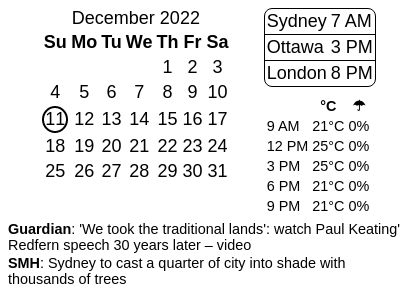 December 2022
Su Mo Tu We Th Fr Sa
1 2 3
4 5 6 7 8 9 10
11 12 13 14 15 16 17
18 19 20 21 22 23 24
25 26 27 28 29 30 31
Sydney 7 AM
Ottawa 3 PM
London 8 PM
°C ☂
9 AM 21°C 0%
12 PM 25°C 0%
3 PM 25°C 0%
6 PM 21°C 0%
9 PM 21°C 0%
Guardian: 'We took the traditional lands': watch Paul Keating'
Redfern speech 30 years later – video
SMH: Sydney to cast a quarter of city into shade with
thousands of trees